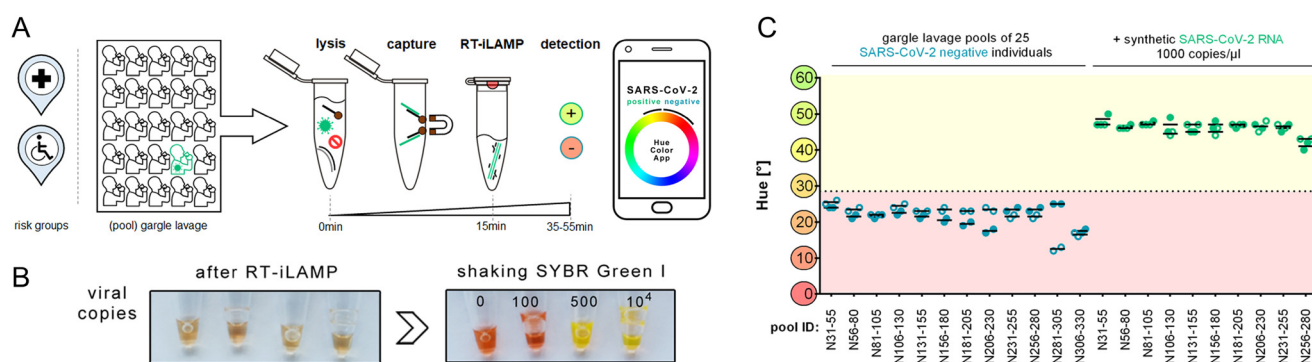 A
lysis
capture
RT-iLAMP
detection
SARS-CoV-2
positive negative
Hue
Color
App
+
-
risk groups
(pool) gargle lavage
0min
15min
35-55min
B
after RT-iLAMP
shaking SYBR Green I
viral
copies
0
100
500
10⁴
C
gargle lavage pools of 25
SARS-CoV-2 negative individuals
+ synthetic SARS-CoV-2 RNA
1000 copies/µl
Hue [°]
60
50
40
30
20
10
0
pool ID:
N31-55
N56-80
N81-105
N106-130
N131-155
N156-180
N181-205
N206-230
N231-255
N256-280
N281-305
N306-330
N31-55
N56-80
N81-105
N106-130
N131-155
N156-180
N181-205
N206-230
N231-255
N256-280